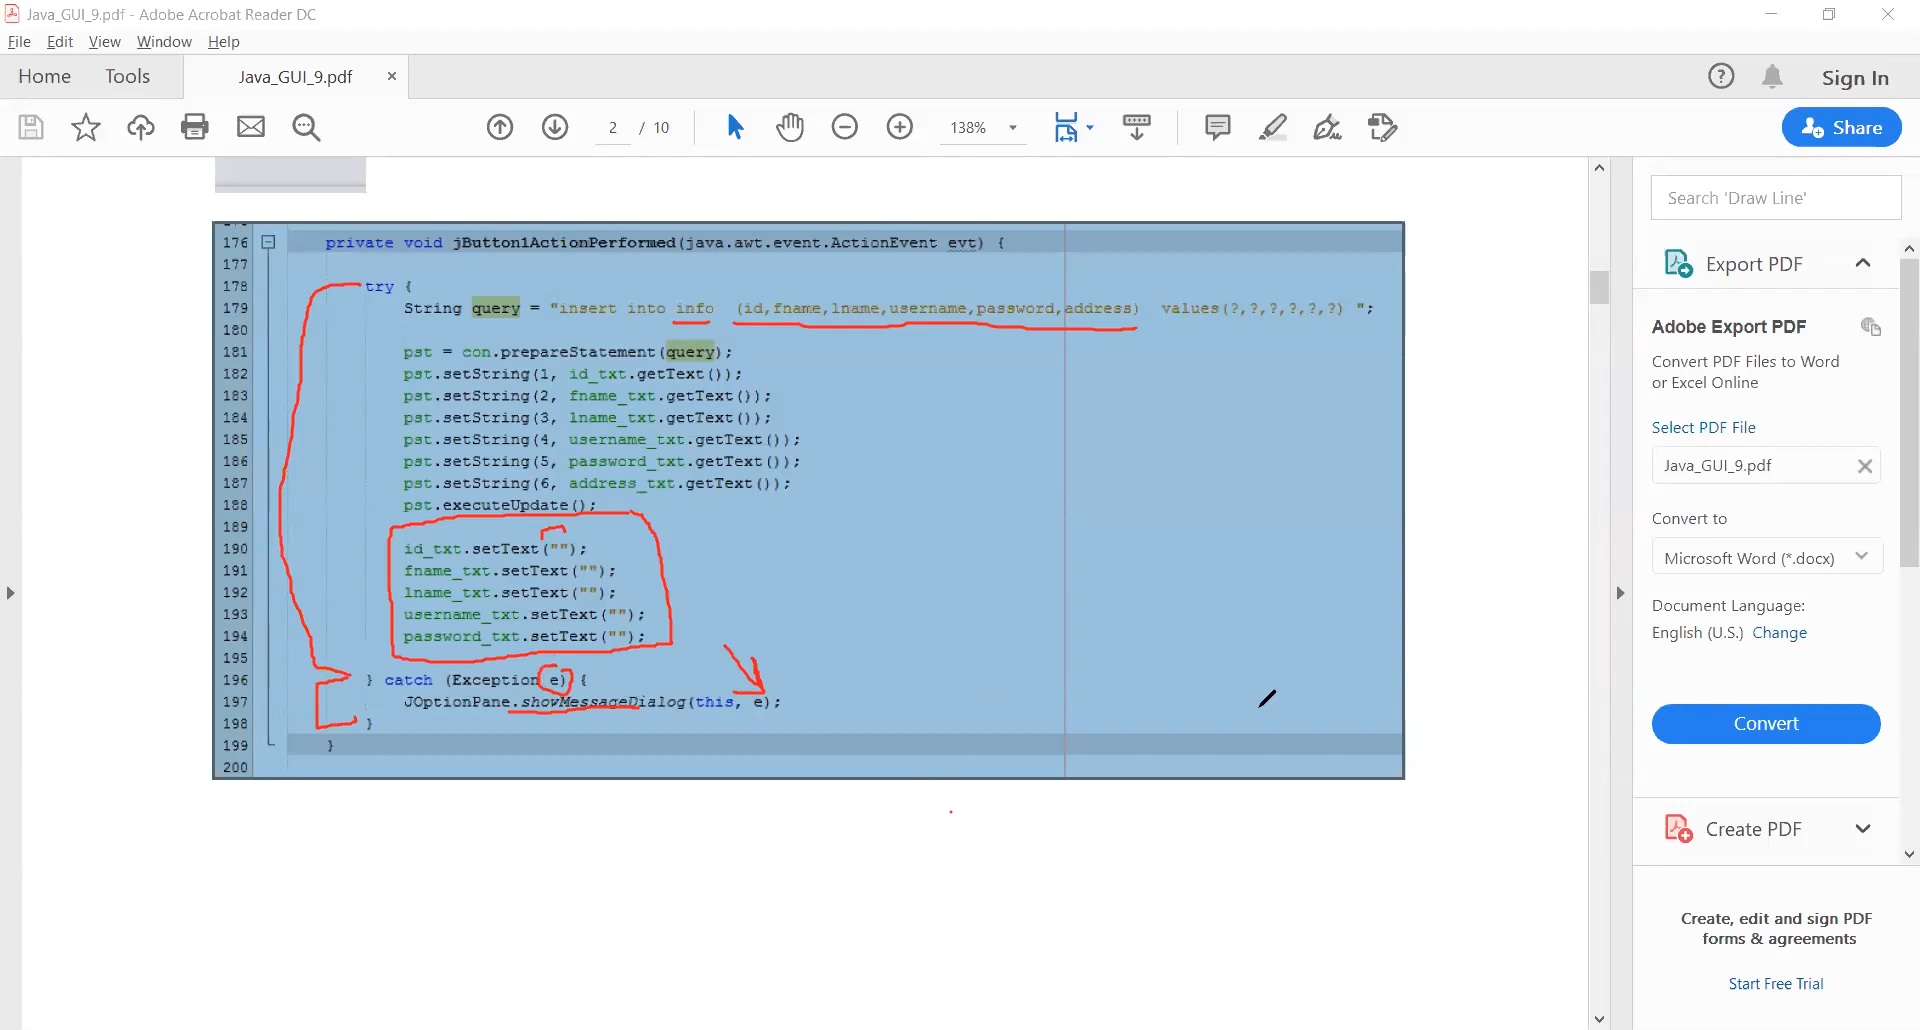 Java_GUI_9.pdf - Adobe Acrobat Reader DC
File Edit View Window Help
Home Tools Java_GUI_9.pdf × ? Sign In
2 / 10 138% Share
Search 'Draw Line'
Export PDF
Adobe Export PDF
Convert PDF Files to Word
or Excel Online
Select PDF File
Java_GUI_9.pdf
Convert to
Microsoft Word (*.docx)
Document Language:
English (U.S.) Change
Convert
Create PDF
Create, edit and sign PDF
forms & agreements
Start Free Trial
176 private void jButton1ActionPerformed(java.awt.event.ActionEvent evt) {
177
178 try {
179 String query = "insert into info (id,fname,lname,username,password,address) values(?,?,?,?,?,?) ";
180
181 pst = con.prepareStatement(query);
182 pst.setString(1, id_txt.getText());
183 pst.setString(2, fname_txt.getText());
184 pst.setString(3, lname_txt.getText());
185 pst.setString(4, username_txt.getText());
186 pst.setString(5, password_txt.getText());
187 pst.setString(6, address_txt.getText());
188 pst.executeUpdate();
189
190 id_txt.setText("");
191 fname_txt.setText("");
192 lname_txt.setText("");
193 username_txt.setText("");
194 password_txt.setText("");
195
196 } catch (Exception e) {
197 JOptionPane.showMessageDialog(this, e);
198 }
199 }
200